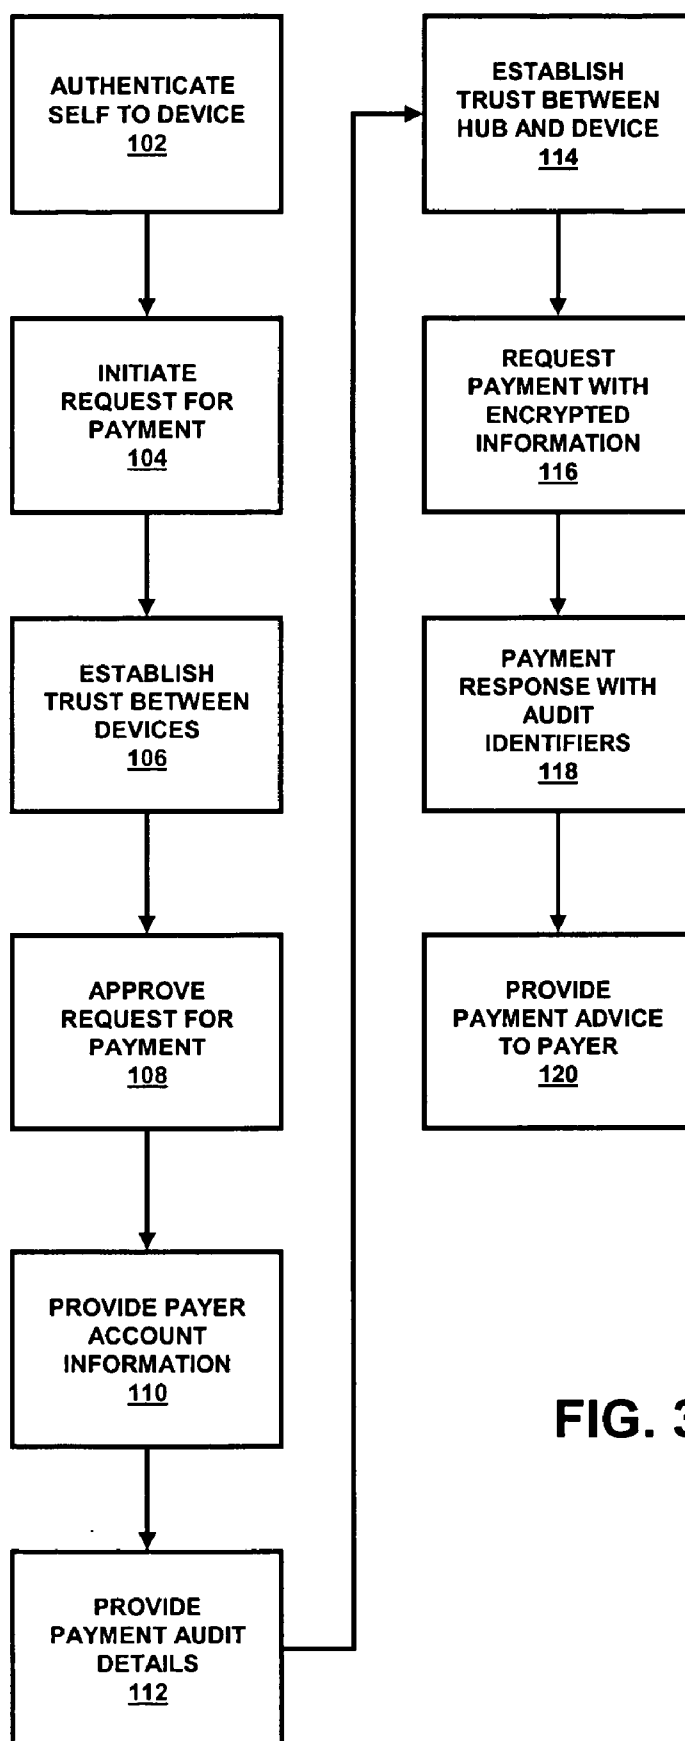 AUTHENTICATE
SELF TO DEVICE
102
INITIATE
REQUEST FOR
PAYMENT
104
ESTABLISH
TRUST BETWEEN
DEVICES
106
APPROVE
REQUEST FOR
PAYMENT
108
PROVIDE PAYER
ACCOUNT
INFORMATION
110
PROVIDE
PAYMENT AUDIT
DETAILS
112
ESTABLISH
TRUST BETWEEN
HUB AND DEVICE
114
REQUEST
PAYMENT WITH
ENCRYPTED
INFORMATION
116
PAYMENT
RESPONSE WITH
AUDIT
IDENTIFIERS
118
PROVIDE
PAYMENT ADVICE
TO PAYER
120
FIG. 3